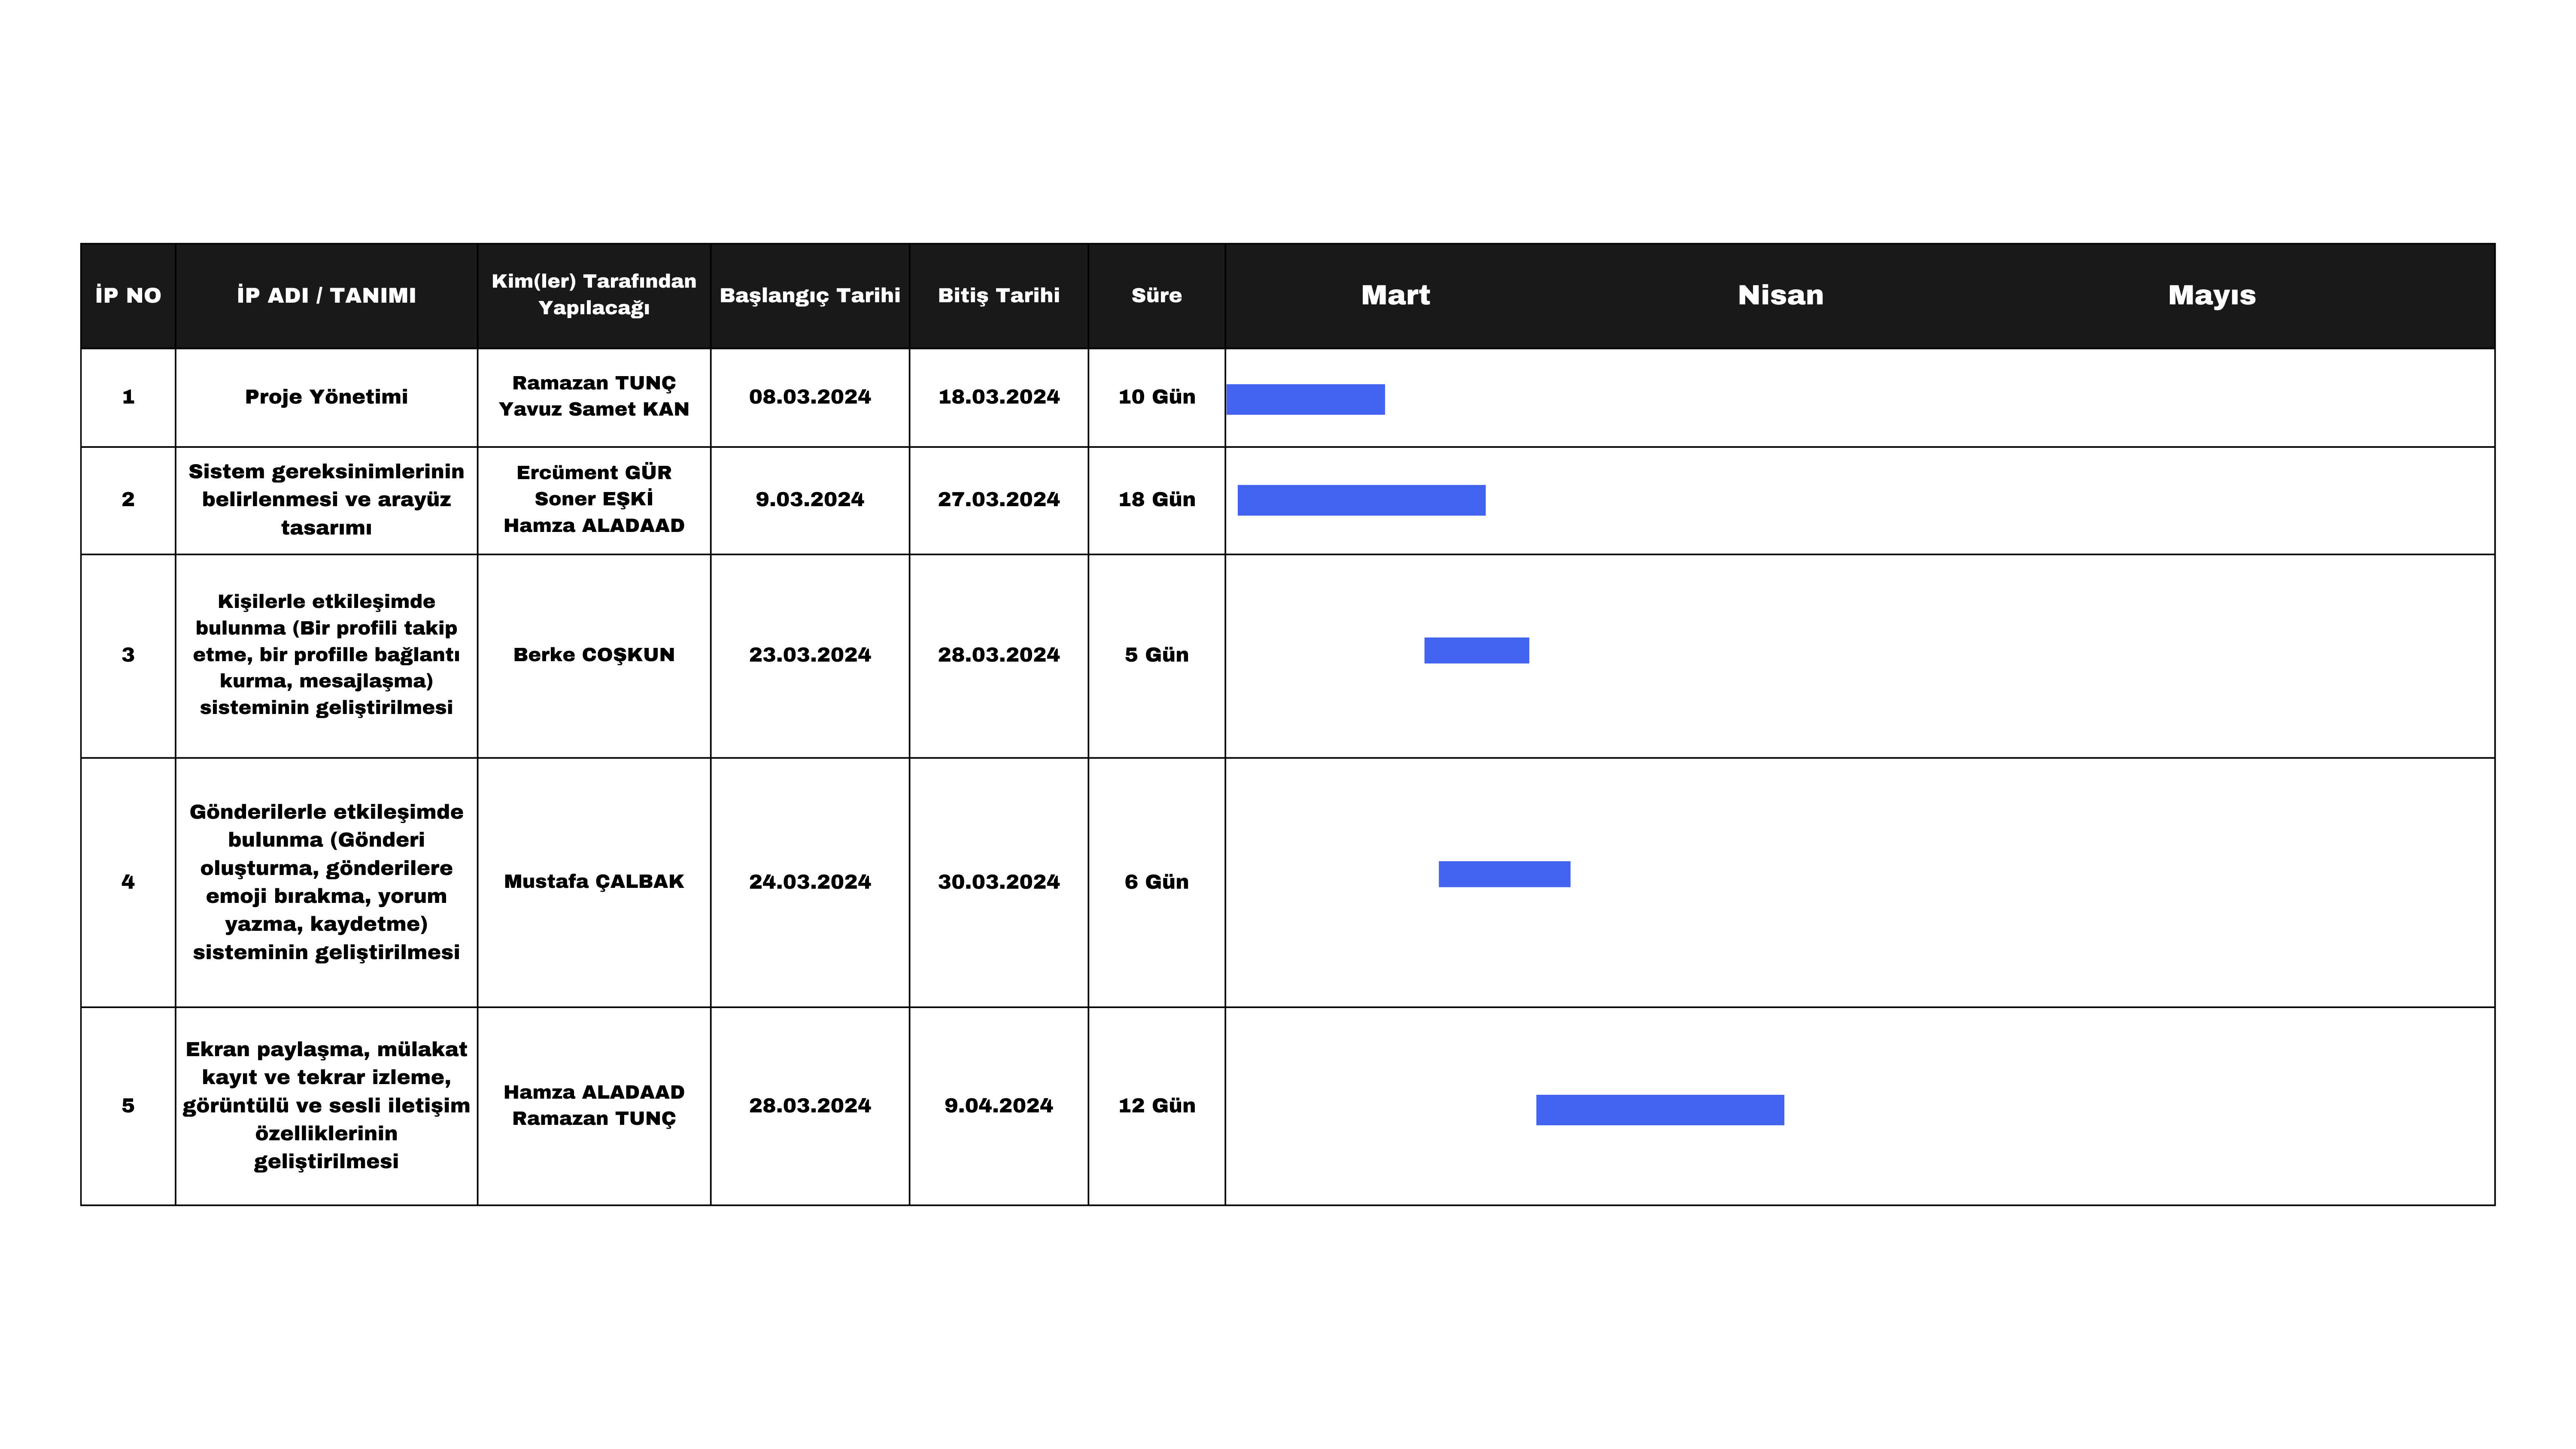 İP NO
İP ADI / TANIMI
Kim(ler) Tarafından
Yapılacağı
Başlangıç Tarihi
Bitiş Tarihi
Süre
Mart
Nisan
Mayıs
1
Proje Yönetimi
Ramazan TUNÇ
Yavuz Samet KAN
08.03.2024
18.03.2024
10 Gün
2
Sistem gereksinimlerinin
belirlenmesi ve arayüz
tasarımı
Ercüment GÜR
Soner EŞKİ
Hamza ALADAAD
9.03.2024
27.03.2024
18 Gün
3
Kişilerle etkileşimde
bulunma (Bir profili takip
etme, bir profille bağlantı
kurma, mesajlaşma)
sisteminin geliştirilmesi
Berke COŞKUN
23.03.2024
28.03.2024
5 Gün
4
Gönderilerle etkileşimde
bulunma (Gönderi
oluşturma, gönderilere
emoji bırakma, yorum
yazma, kaydetme)
sisteminin geliştirilmesi
Mustafa ÇALBAK
24.03.2024
30.03.2024
6 Gün
5
Ekran paylaşma, mülakat
kayıt ve tekrar izleme,
görüntülü ve sesli iletişim
özelliklerinin
geliştirilmesi
Hamza ALADAAD
Ramazan TUNÇ
28.03.2024
9.04.2024
12 Gün